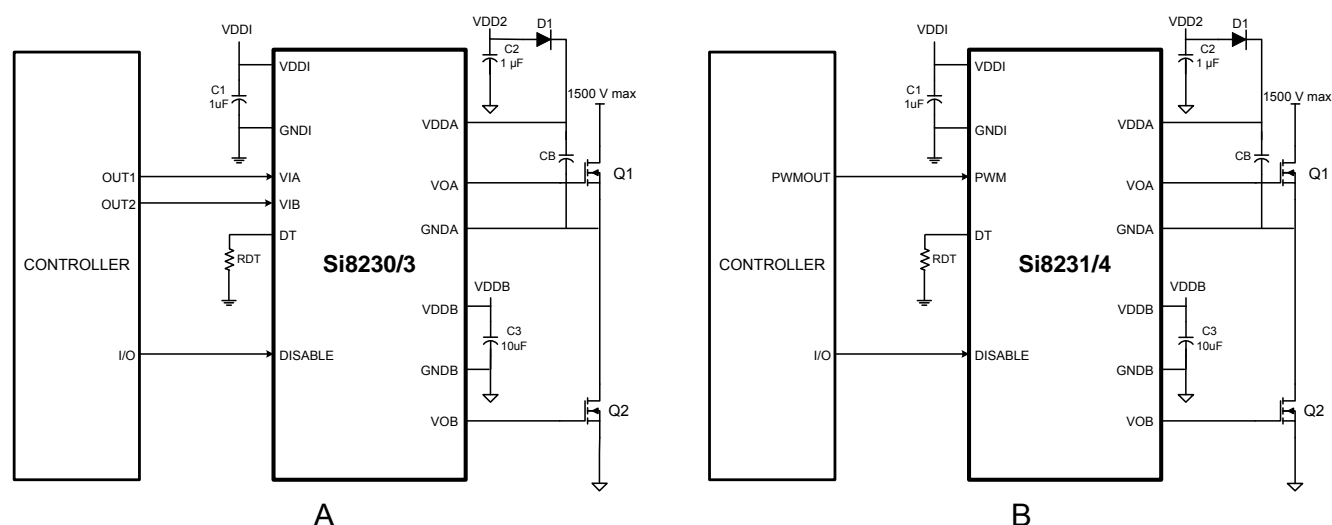 VDDI
VDD2
D1
C2
1 µF
VDDI
C1
1uF
GNDI
1500 V max
VDDA
CB
OUT1
VIA
VOA
Q1
OUT2
VIB
DT
GNDA
CONTROLLER
RDT
Si8230/3
VDDB
VDDB
C3
10uF
I/O
DISABLE
GNDB
Q2
VOB
A
VDDI
VDD2
D1
C2
1 µF
VDDI
C1
1uF
GNDI
1500 V max
VDDA
CB
PWMOUT
PWM
VOA
Q1
DT
GNDA
CONTROLLER
RDT
Si8231/4
VDDB
VDDB
C3
10uF
I/O
DISABLE
GNDB
Q2
VOB
B